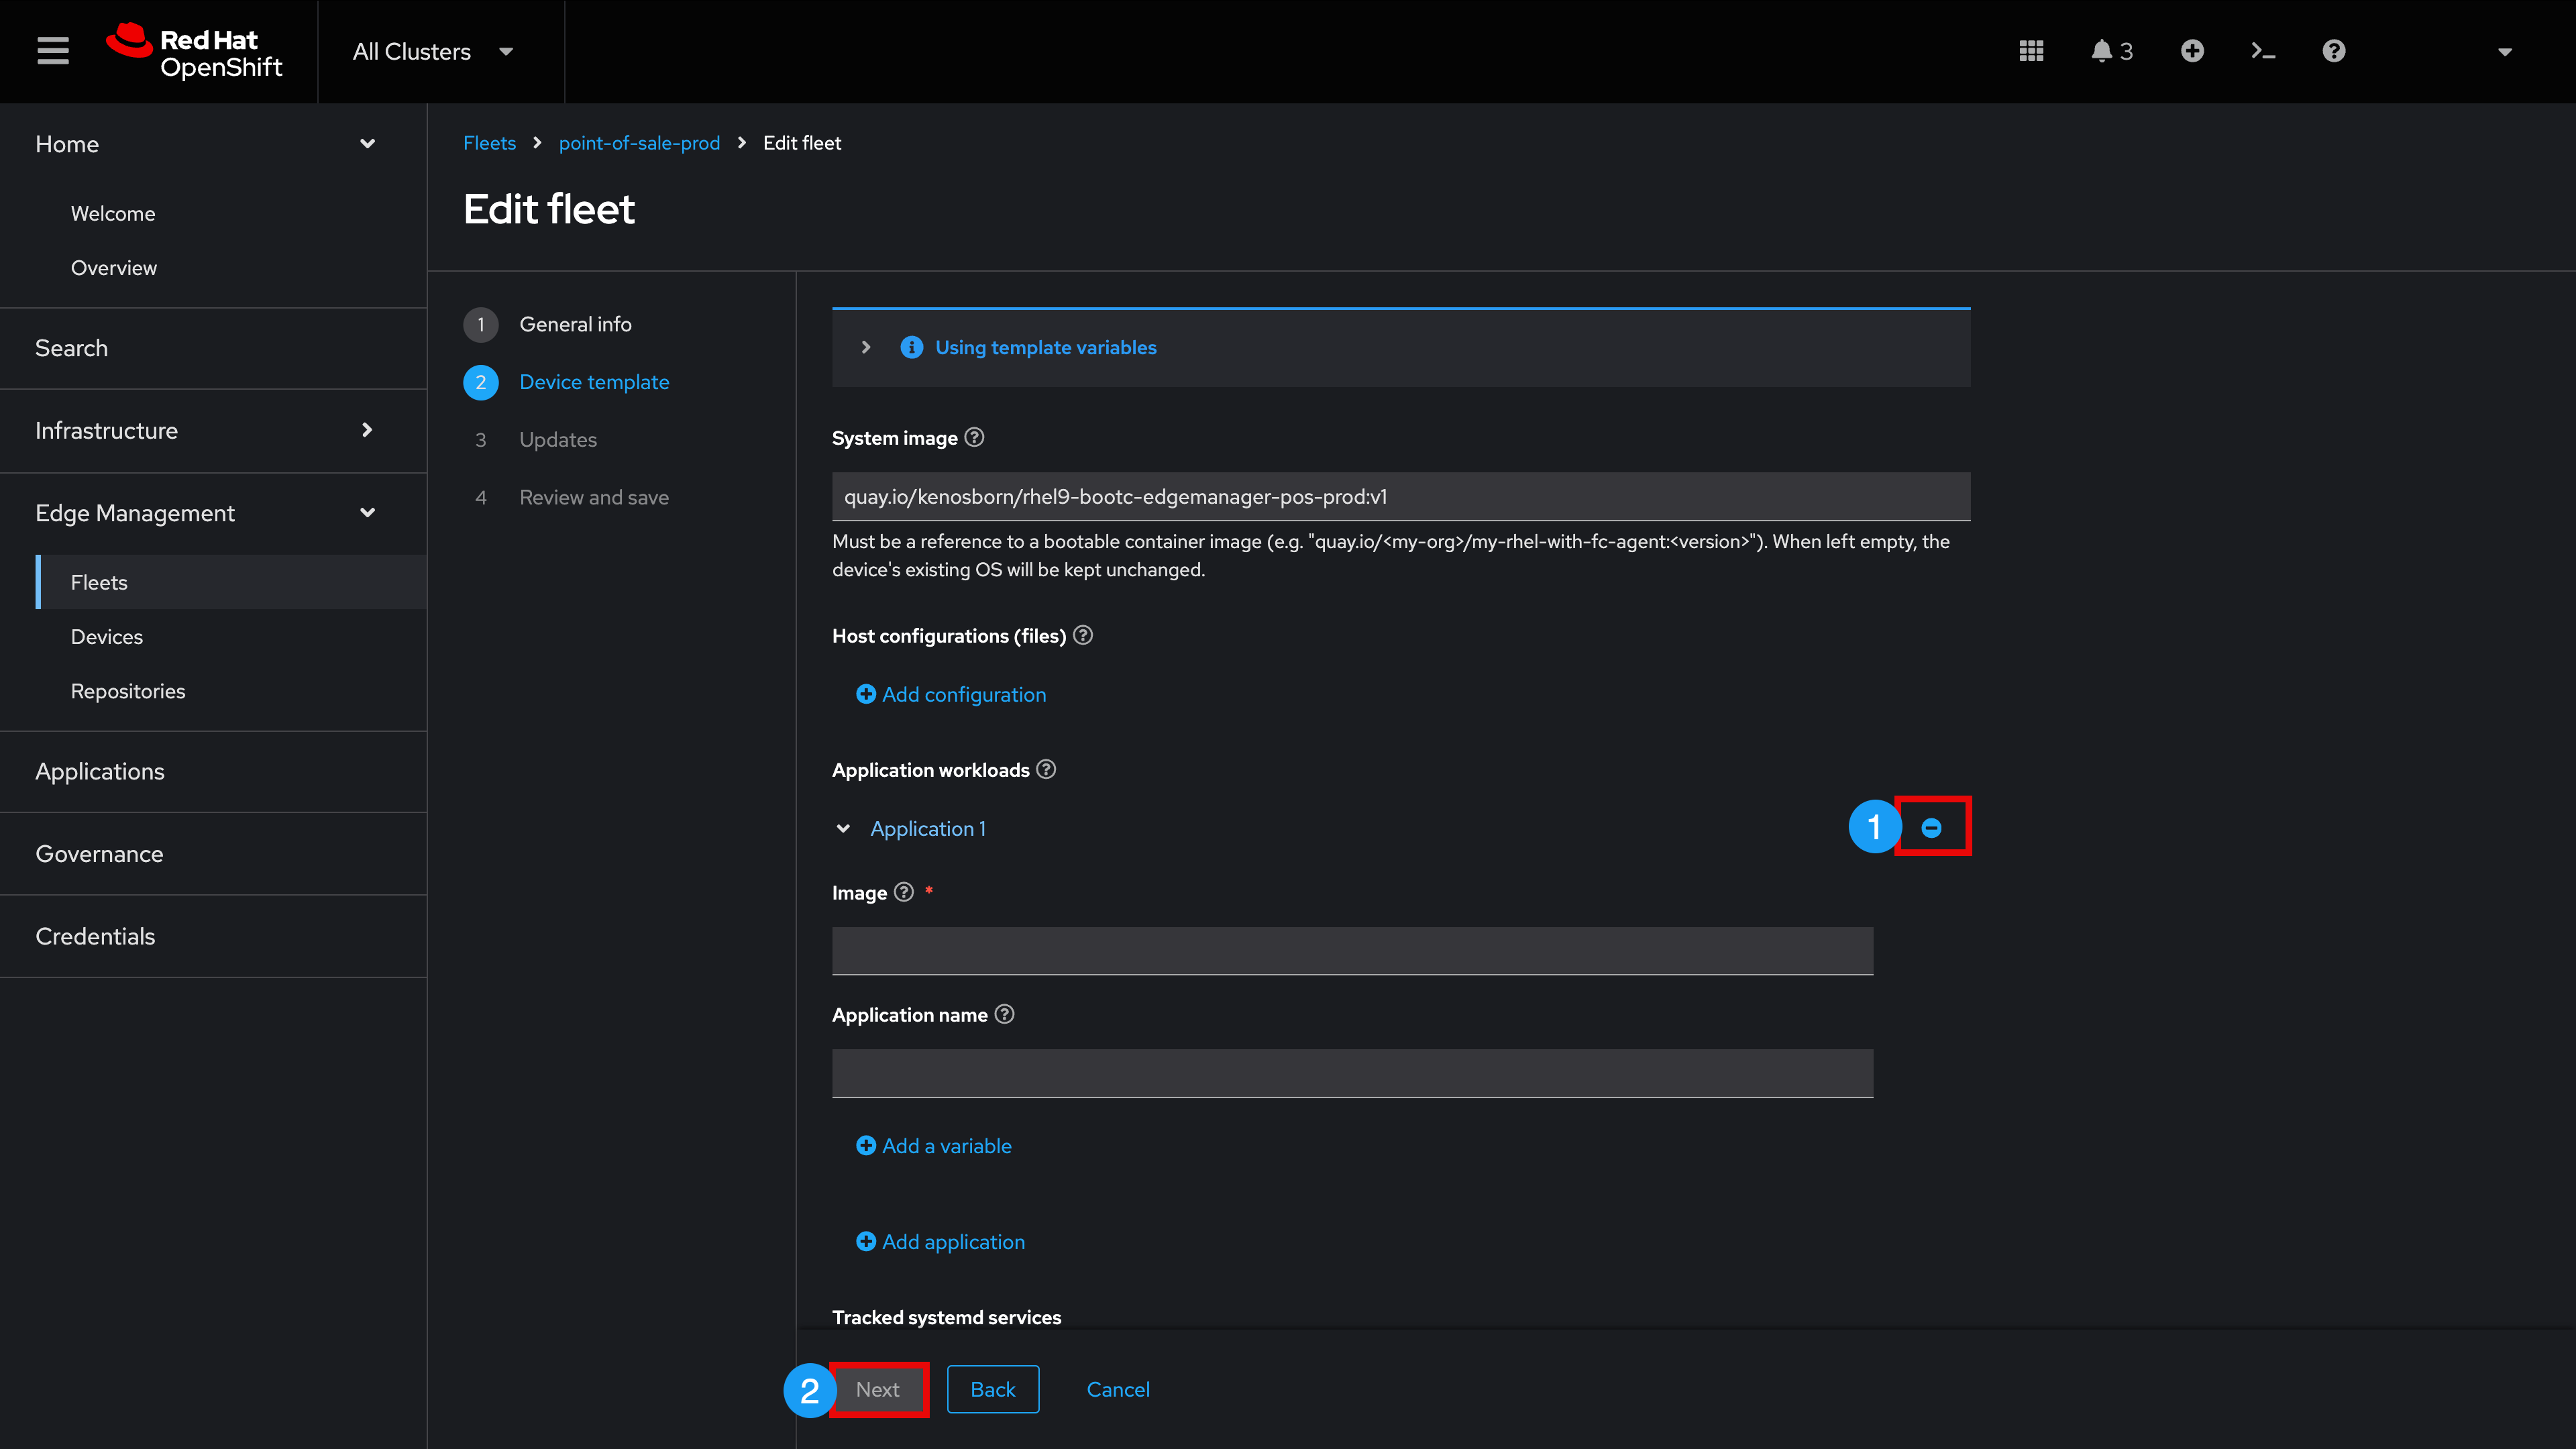 Red Hat
OpenShift
All Clusters
3
Home
Welcome
Overview
Search
Infrastructure
Edge Management
Fleets
Devices
Repositories
Applications
Governance
Credentials
Fleets
point-of-sale-prod
Edit fleet
Edit fleet
1 General info
2 Device template
3 Updates
4 Review and save
Using template variables
System image
quay.io/kenosborn/rhel9-bootc-edgemanager-pos-prod:v1
Must be a reference to a bootable container image (e.g. "quay.io/<my-org>/my-rhel-with-fc-agent:<version>"). When left empty, the
device's existing OS will be kept unchanged.
Host configurations (files)
Add configuration
Application workloads
Application 1
1
Image *
Application name
Add a variable
Add application
Tracked systemd services
2
Next
Back
Cancel